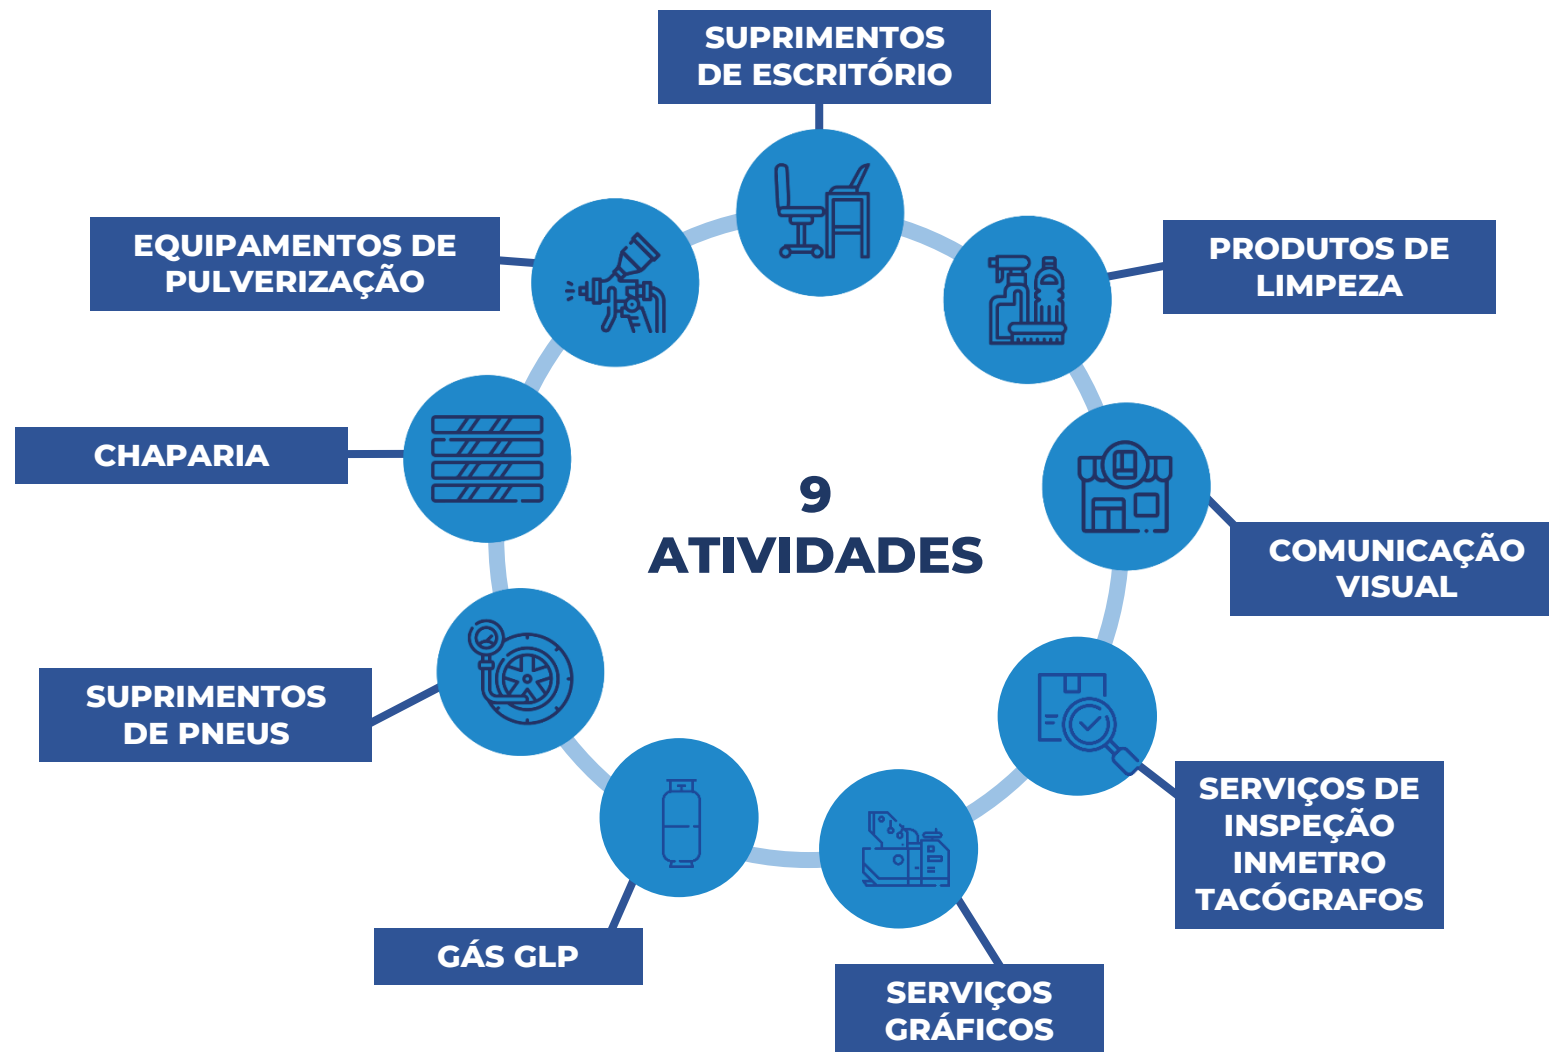 SUPRIMENTOS
DE ESCRITÓRIO
EQUIPAMENTOS DE
PULVERIZAÇÃO
PRODUTOS DE
LIMPEZA
CHAPARIA
9
ATIVIDADES
COMUNICAÇÃO
VISUAL
SUPRIMENTOS
DE PNEUS
SERVIÇOS DE
INSPEÇÃO
INMETRO
TACÓGRAFOS
GÁS GLP
SERVIÇOS
GRÁFICOS